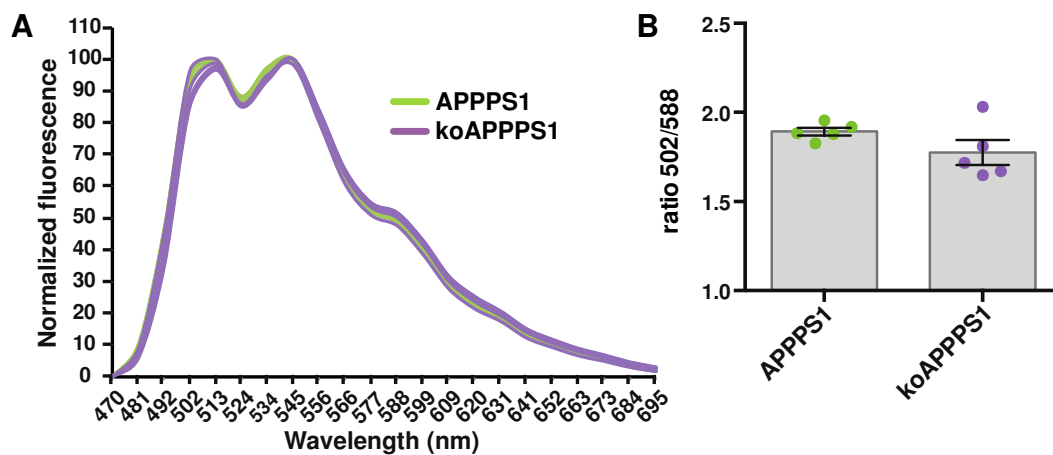 A
Normalized fluorescence
110
100
90
80
70
60
50
40
30
20
10
0
470 481 492 502 513 524 534 545 556 566 577 588 599 609 620 631 641 652 663 673 684 695
Wavelength (nm)
APPPS1
koAPPPS1
B
ratio 502/588
2.5
2.0
1.5
1.0
APPPS1
koAPPPS1